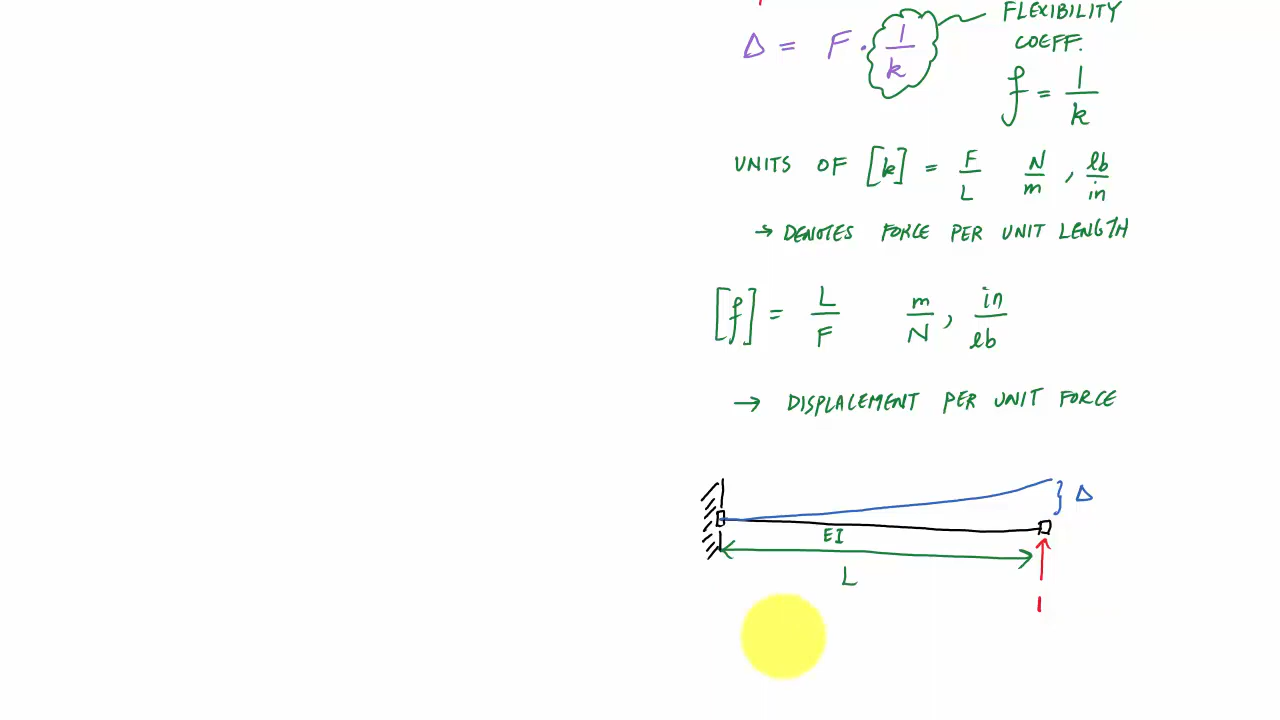 FLEXIBILITY
COEFF.
Δ = F · 1/k
f = 1/k
UNITS OF [k] = F/L N/m , lb/in
→ DENOTES FORCE PER UNIT LENGTH
[f] = L/F m/N , in/lb
→ DISPLACEMENT PER UNIT FORCE
} Δ
EI
L
1